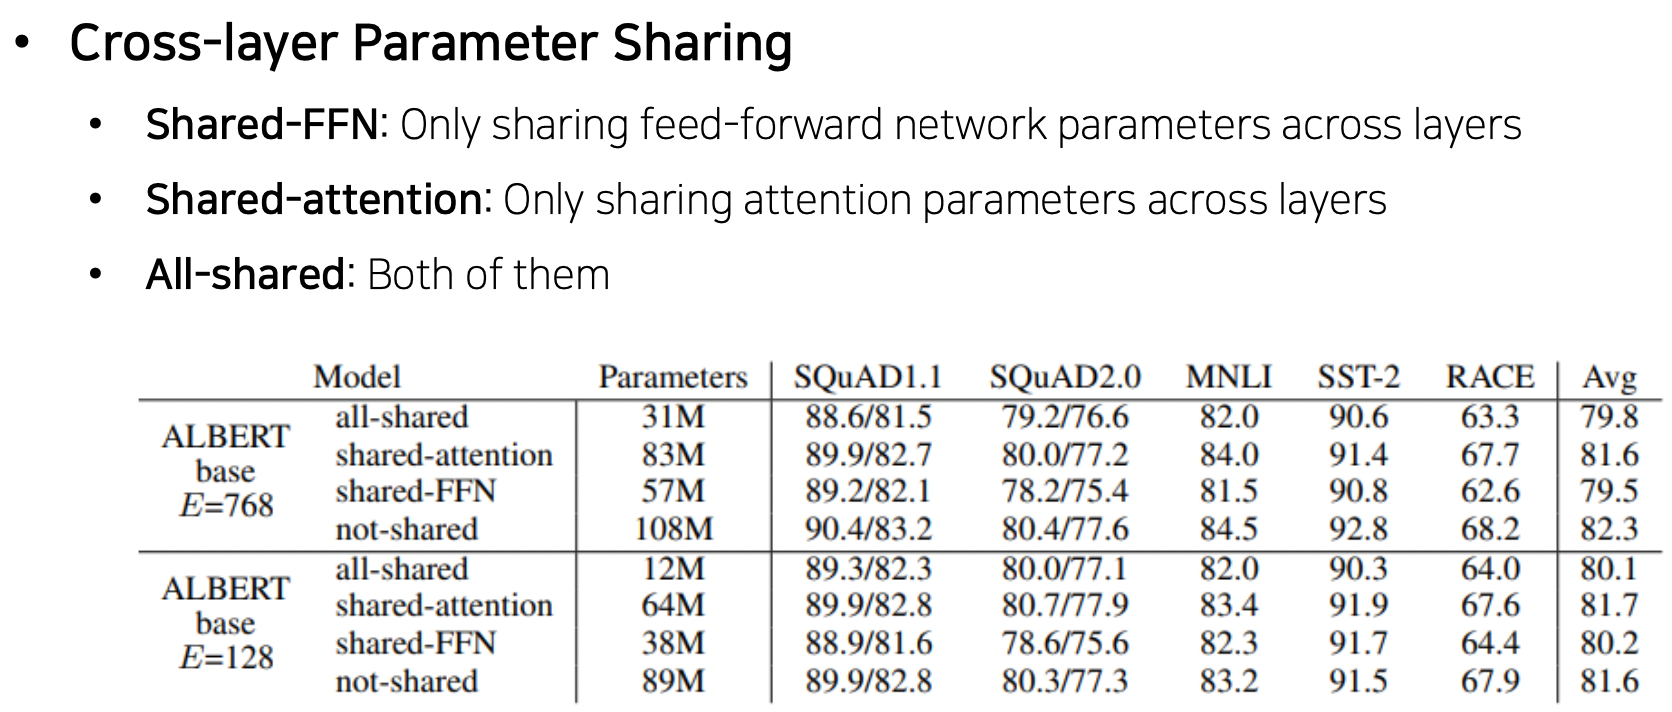 • Cross-layer Parameter Sharing
• Shared-FFN: Only sharing feed-forward network parameters across layers
• Shared-attention: Only sharing attention parameters across layers
• All-shared: Both of them
Model Parameters SQuAD1.1 SQuAD2.0 MNLI SST-2 RACE Avg
ALBERT base E=768
all-shared 31M 88.6/81.5 79.2/76.6 82.0 90.6 63.3 79.8
shared-attention 83M 89.9/82.7 80.0/77.2 84.0 91.4 67.7 81.6
shared-FFN 57M 89.2/82.1 78.2/75.4 81.5 90.8 62.6 79.5
not-shared 108M 90.4/83.2 80.4/77.6 84.5 92.8 68.2 82.3
ALBERT base E=128
all-shared 12M 89.3/82.3 80.0/77.1 82.0 90.3 64.0 80.1
shared-attention 64M 89.9/82.8 80.7/77.9 83.4 91.9 67.6 81.7
shared-FFN 38M 88.9/81.6 78.6/75.6 82.3 91.7 64.4 80.2
not-shared 89M 89.9/82.8 80.3/77.3 83.2 91.5 67.9 81.6